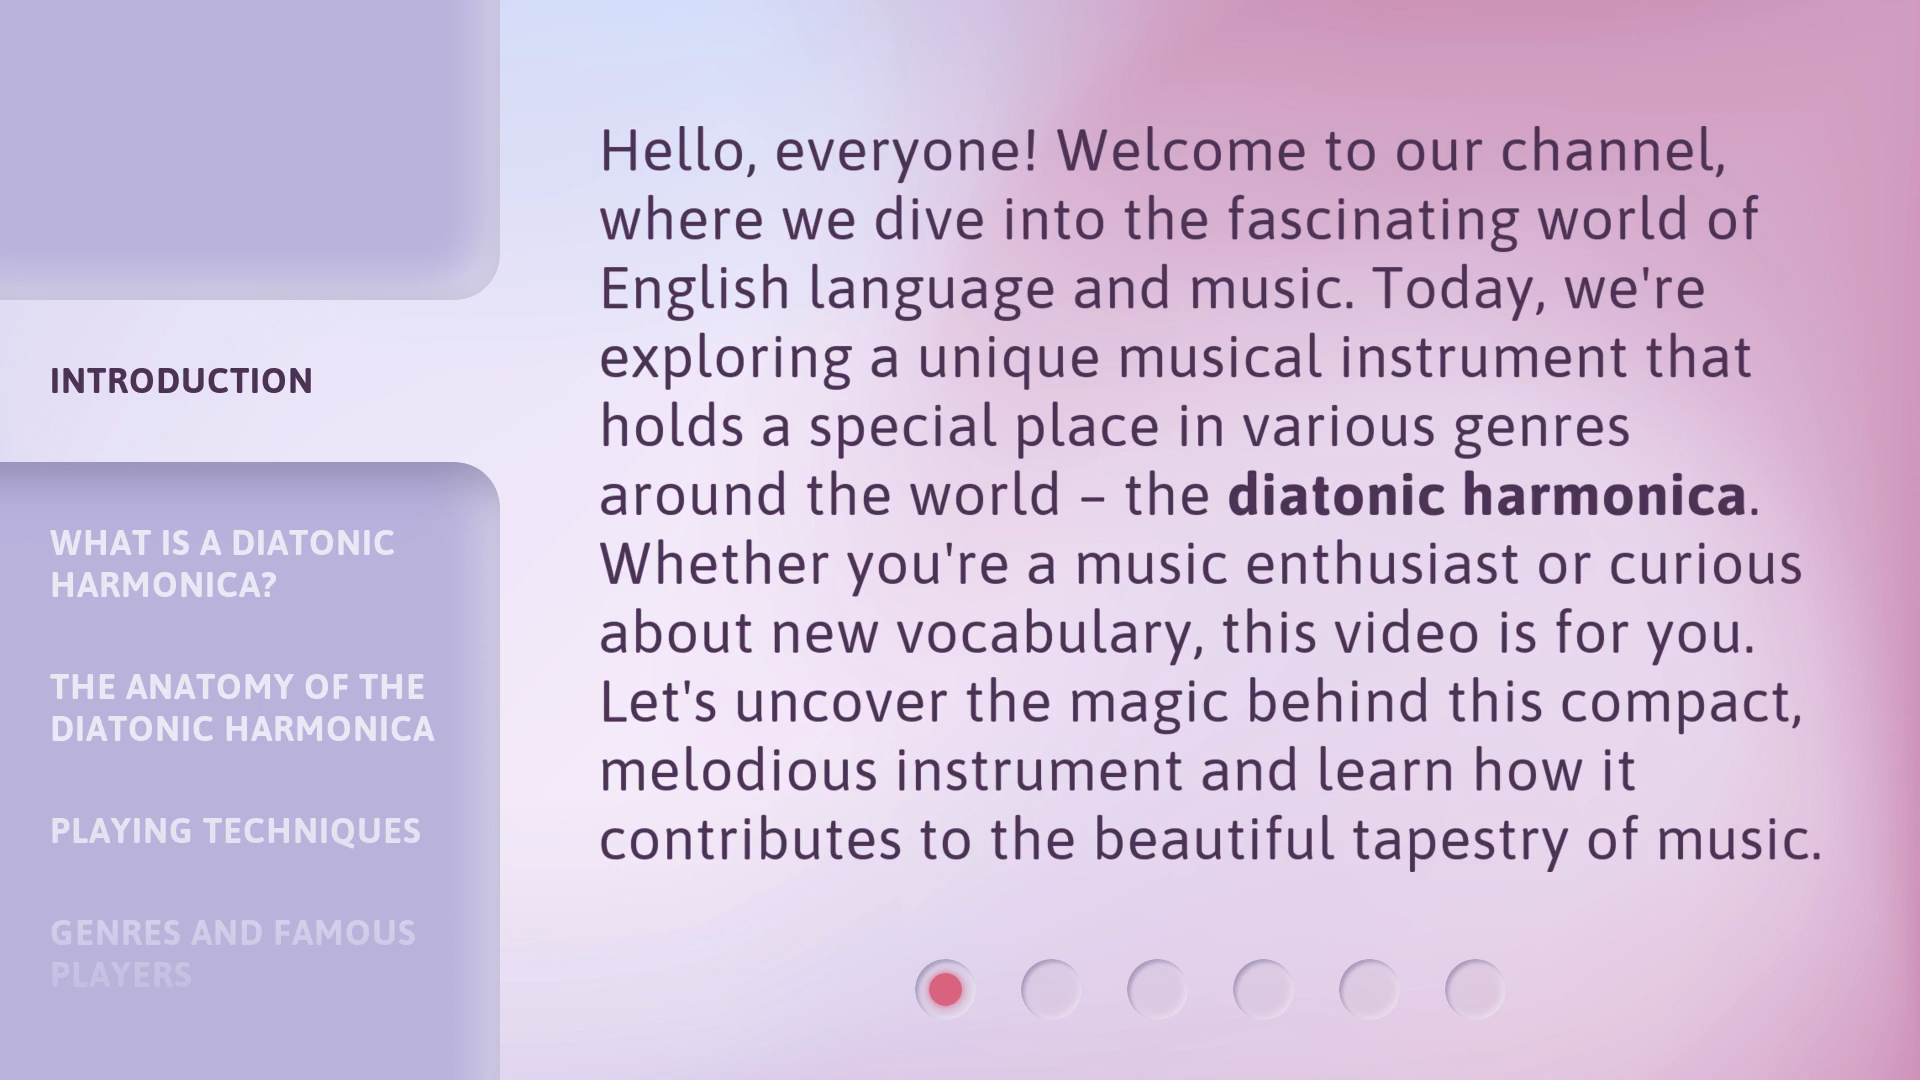 INTRODUCTION
WHAT IS A DIATONIC
HARMONICA?
THE ANATOMY OF THE
DIATONIC HARMONICA
PLAYING TECHNIQUES
GENRES AND FAMOUS
PLAYERS
Hello, everyone! Welcome to our channel,
where we dive into the fascinating world of
English language and music. Today, we're
exploring a unique musical instrument that
holds a special place in various genres
around the world – the diatonic harmonica.
Whether you're a music enthusiast or curious
about new vocabulary, this video is for you.
Let's uncover the magic behind this compact,
melodious instrument and learn how it
contributes to the beautiful tapestry of music.